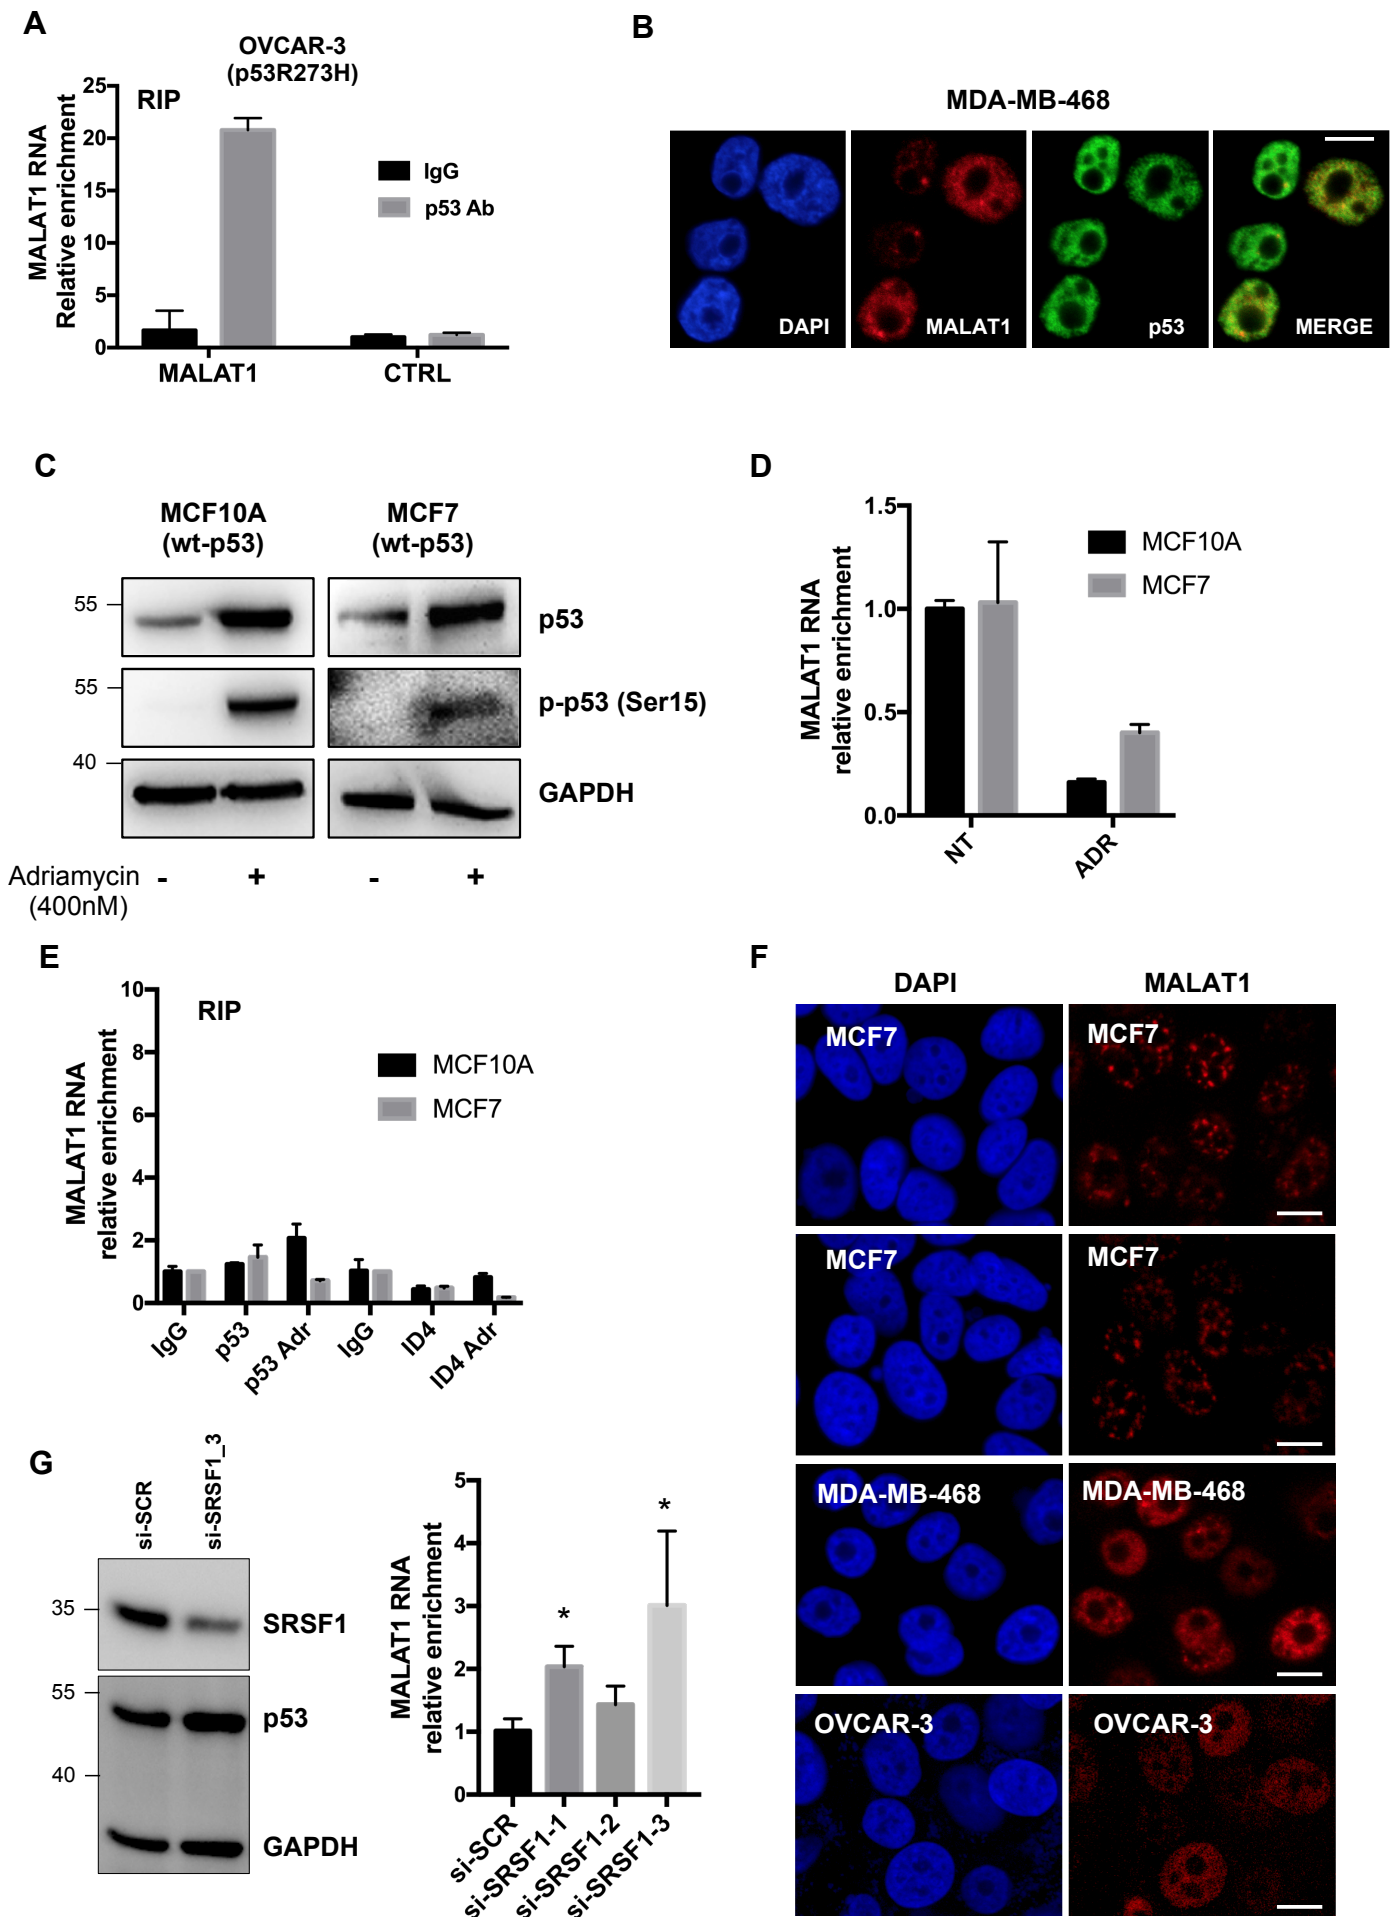 A
OVCAR-3
(p53R273H)
RIP
MALAT1 RNA
Relative enrichment
25
20
15
10
5
0
IgG
p53 Ab
MALAT1
CTRL
B
MDA-MB-468
DAPI
MALAT1
p53
MERGE
C
MCF10A
(wt-p53)
MCF7
(wt-p53)
55
p53
55
p-p53 (Ser15)
40
GAPDH
Adriamycin - + - +
(400nM)
D
MALAT1 RNA
relative enrichment
1.5
1.0
0.5
0.0
MCF10A
MCF7
NT
ADR
E
RIP
MALAT1 RNA
relative enrichment
10
8
6
4
2
0
MCF10A
MCF7
IgG
p53
p53 Adr
IgG
ID4
ID4 Adr
F
DAPI
MALAT1
MCF7
MCF7
MCF7
MCF7
MDA-MB-468
MDA-MB-468
OVCAR-3
OVCAR-3
G
si-SCR
si-SRSF1_3
35
SRSF1
55
p53
40
GAPDH
MALAT1 RNA
relative enrichment
5
4
3
2
1
0
*
*
si-SCR
si-SRSF1-1
si-SRSF1-2
si-SRSF1-3